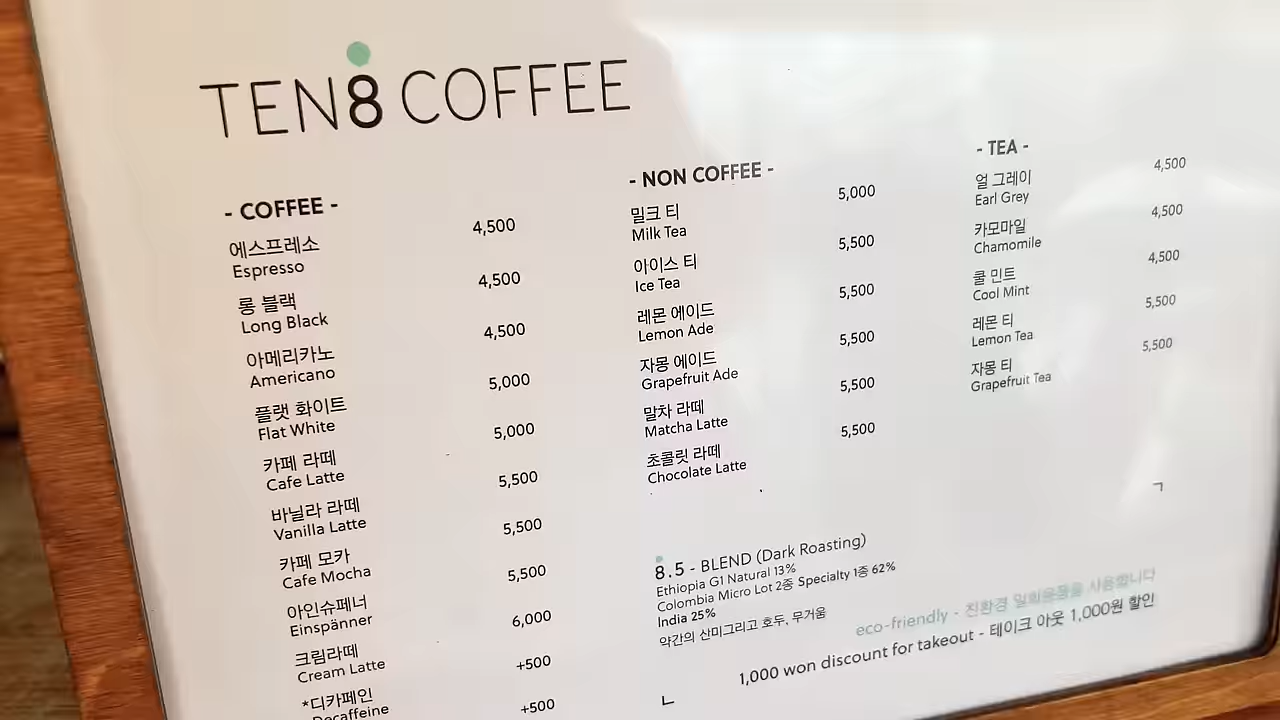 TEN8 COFFEE
- COFFEE -
에스프레소 4,500
Espresso
롱 블랙 4,500
Long Black
아메리카노 4,500
Americano
플랫 화이트 5,000
Flat White
카페 라떼 5,000
Cafe Latte
바닐라 라떼 5,500
Vanilla Latte
카페 모카 5,500
Cafe Mocha
아인슈페너 5,500
Einspänner
크림라떼 6,000
Cream Latte
*디카페인 +500
Decaffeine
+500
- NON COFFEE -
밀크 티 5,000
Milk Tea
아이스 티 5,500
Ice Tea
레몬 에이드 5,500
Lemon Ade
자몽 에이드 5,500
Grapefruit Ade
말차 라떼 5,500
Matcha Latte
초콜릿 라떼 5,500
Chocolate Latte
- TEA -
얼 그레이 4,500
Earl Grey
카모마일 4,500
Chamomile
쿨 민트 4,500
Cool Mint
레몬 티 5,500
Lemon Tea
자몽 티 5,500
Grapefruit Tea
8.5 - BLEND (Dark Roasting)
Ethiopia G1 Natural 13%
Colombia Micro Lot 2종 Specialty 1종 62%
India 25%
약간의 산미그리고 호두, 무거움
eco-friendly - 친환경 일회용품을 사용합니다
1,000 won discount for takeout - 테이크 아웃 1,000원 할인